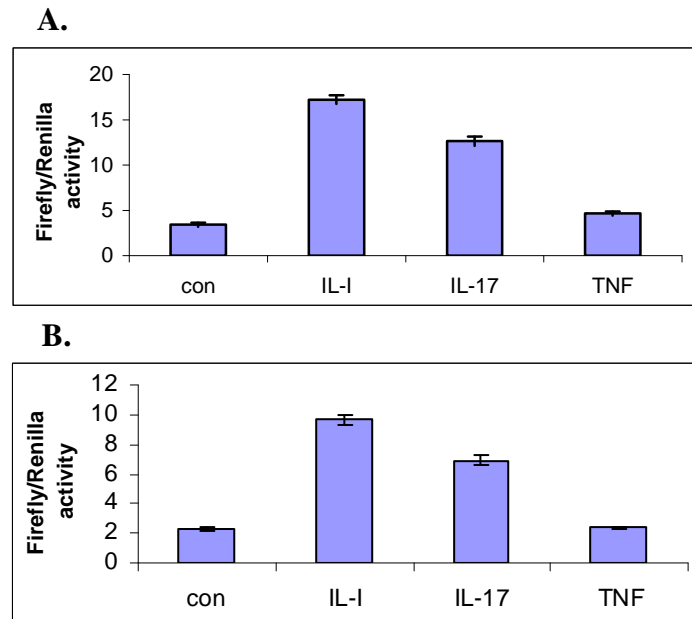 A.
Firefly/Renilla
activity
20
15
10
5
0
con IL-I IL-17 TNF
B.
Firefly/Renilla
activity
12
10
8
6
4
2
0
con IL-I IL-17 TNF